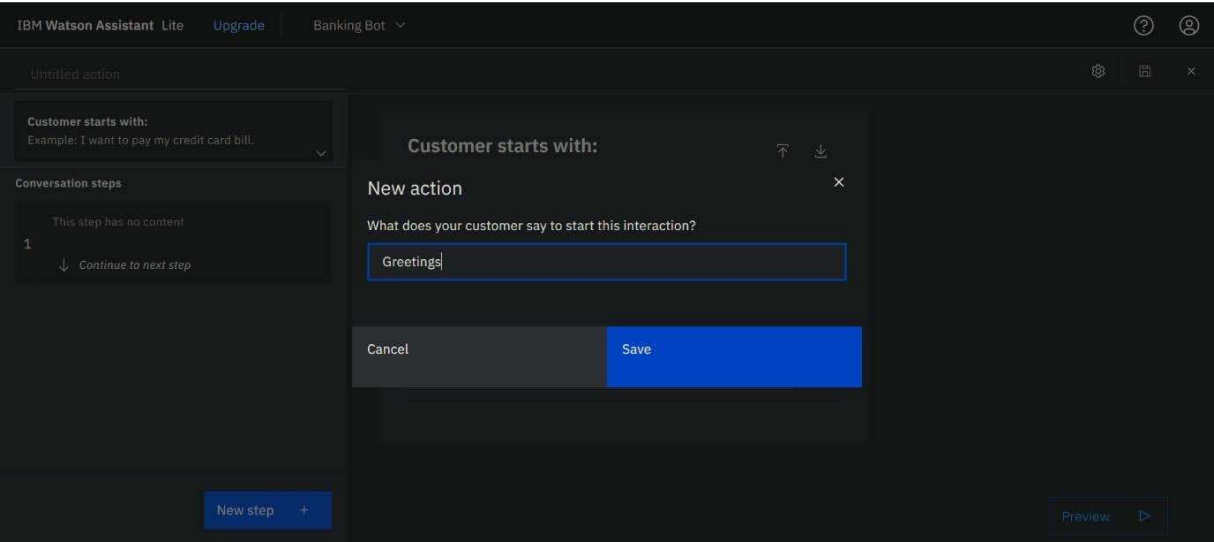 IBM Watson Assistant Lite Upgrade Banking Bot
Untitled action
Customer starts with:
Example: I want to pay my credit card bill.
Conversation steps
This step has no content
1
Continue to next step
New step +
Customer starts with:
New action
What does your customer say to start this interaction?
Greetings
Cancel Save
Preview